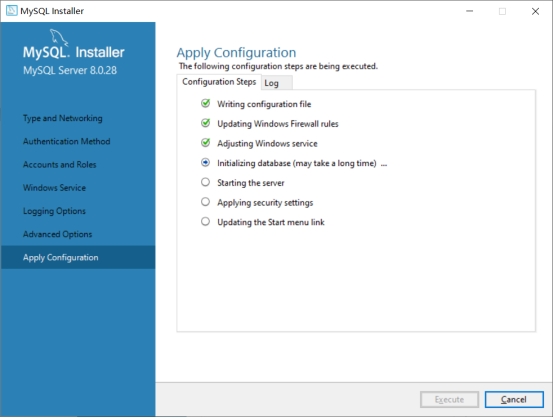 MySQL Installer
MySQL. Installer
MySQL Server 8.0.28
Type and Networking
Authentication Method
Accounts and Roles
Windows Service
Logging Options
Advanced Options
Apply Configuration
Apply Configuration
The following configuration steps are being executed.
Configuration Steps Log
Writing configuration file
Updating Windows Firewall rules
Adjusting Windows service
Initializing database (may take a long time) ...
Starting the server
Applying security settings
Updating the Start menu link
Execute Cancel